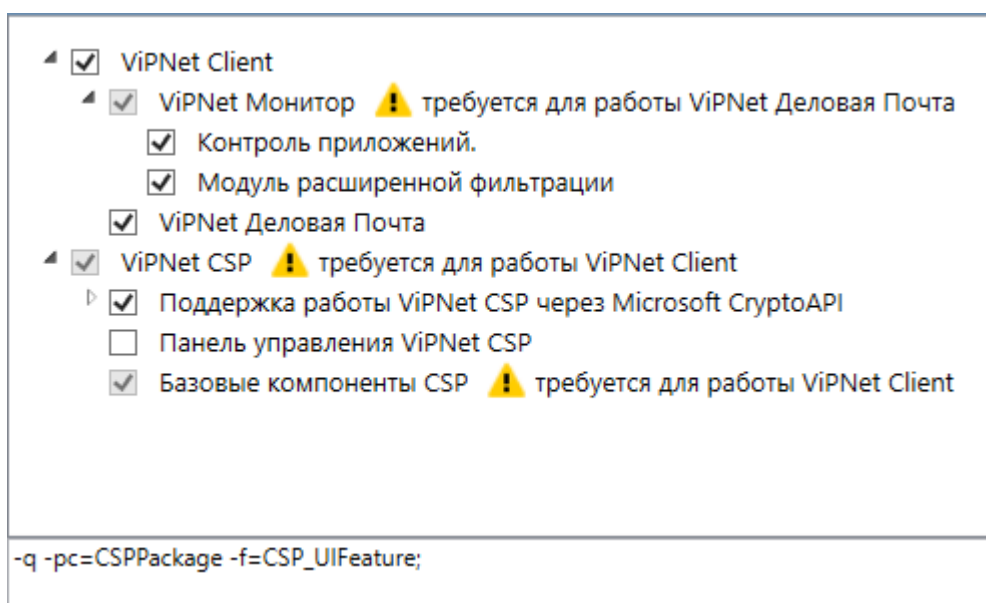 ViPNet Client
ViPNet Монитор требуется для работы ViPNet Деловая Почта
Контроль приложений.
Модуль расширенной фильтрации
ViPNet Деловая Почта
ViPNet CSP требуется для работы ViPNet Client
Поддержка работы ViPNet CSP через Microsoft CryptoAPI
Панель управления ViPNet CSP
Базовые компоненты CSP требуется для работы ViPNet Client
-q -pc=CSPPackage -f=CSP_UIFeature;